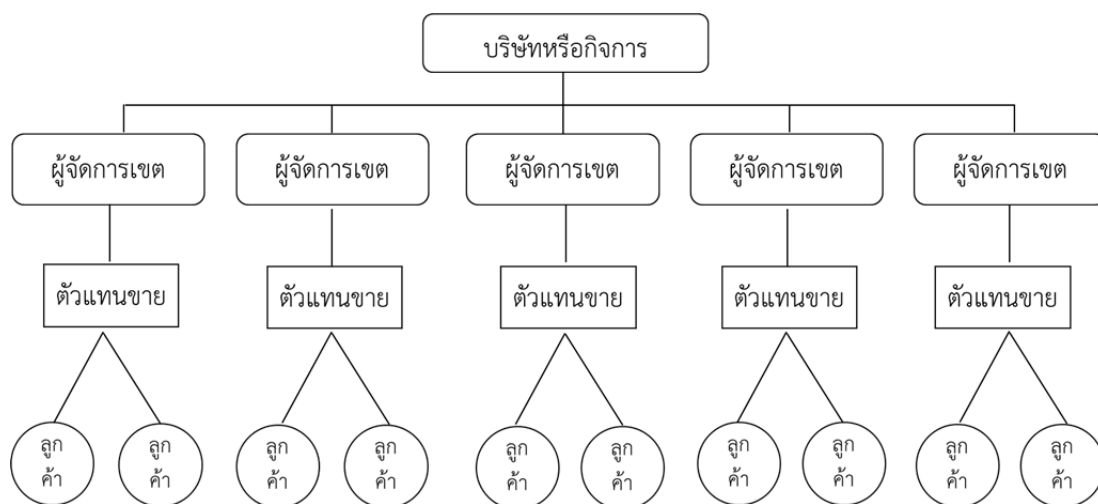 บริษัทหรือกิจการ
ผู้จัดการเขต
ผู้จัดการเขต
ผู้จัดการเขต
ผู้จัดการเขต
ผู้จัดการเขต
ตัวแทนขาย
ตัวแทนขาย
ตัวแทนขาย
ตัวแทนขาย
ตัวแทนขาย
ลูก
ค้า
ลูก
ค้า
ลูก
ค้า
ลูก
ค้า
ลูก
ค้า
ลูก
ค้า
ลูก
ค้า
ลูก
ค้า
ลูก
ค้า
ลูก
ค้า